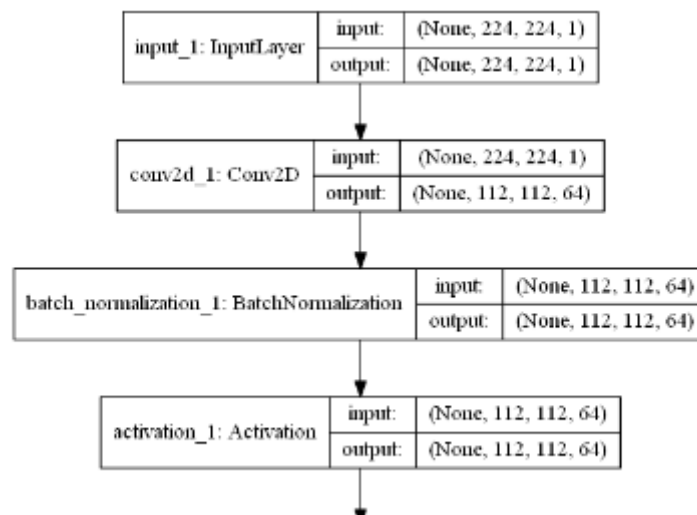 input_1: InputLayer
input: (None, 224, 224, 1)
output: (None, 224, 224, 1)
conv2d_1: Conv2D
input: (None, 224, 224, 1)
output: (None, 112, 112, 64)
batch_normalization_1: BatchNormalization
input: (None, 112, 112, 64)
output: (None, 112, 112, 64)
activation_1: Activation
input: (None, 112, 112, 64)
output: (None, 112, 112, 64)